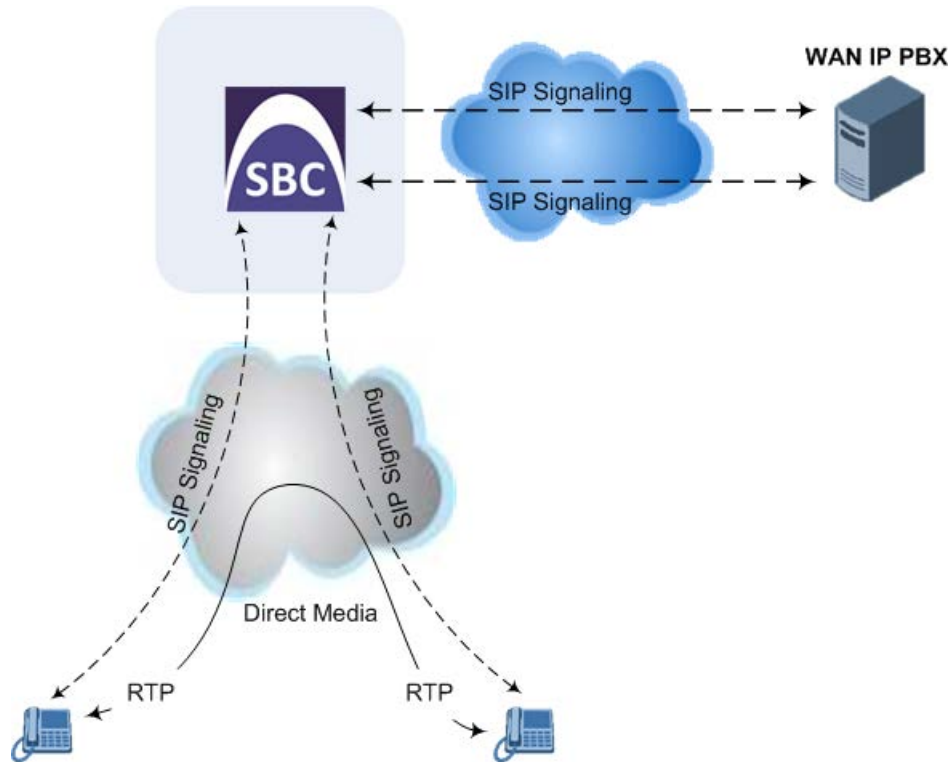 WAN IP PBX
SIP Signaling
SBC
SIP Signaling
SIP Signaling
SIP Signaling
Direct Media
RTP
RTP